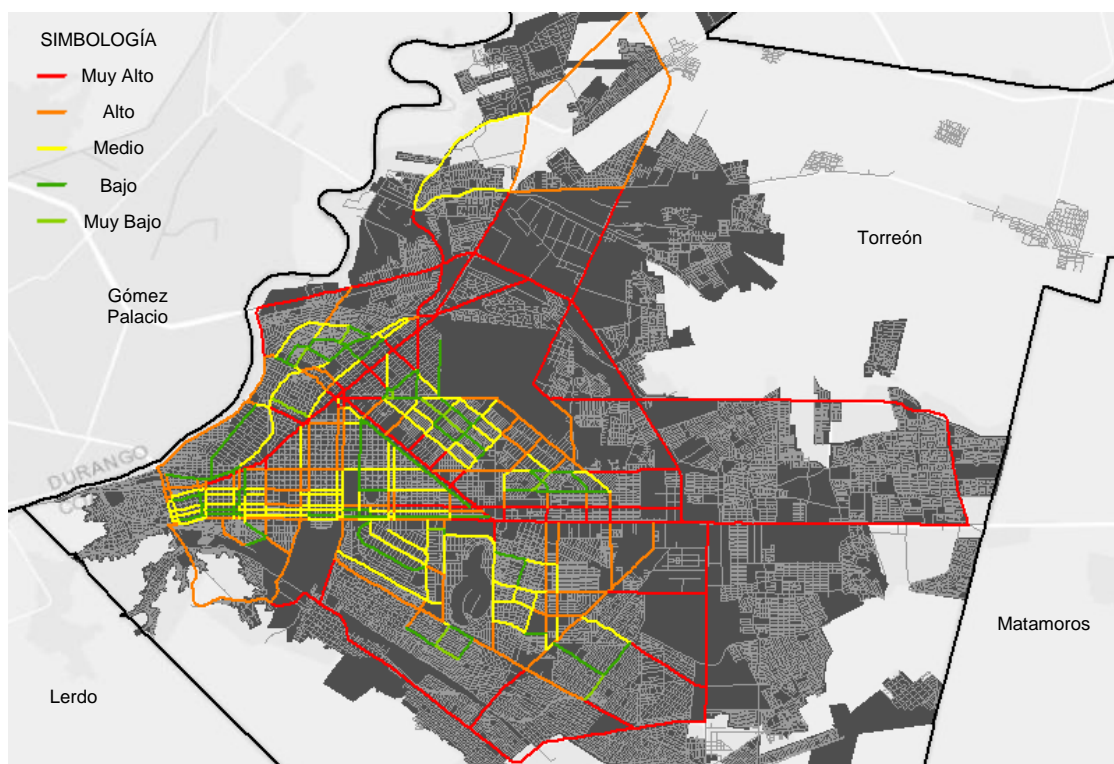 SIMBOLOGÍA
Muy Alto
Alto
Medio
Bajo
Muy Bajo
Gómez
Palacio
Torreón
DURANGO
Matamoros
Lerdo